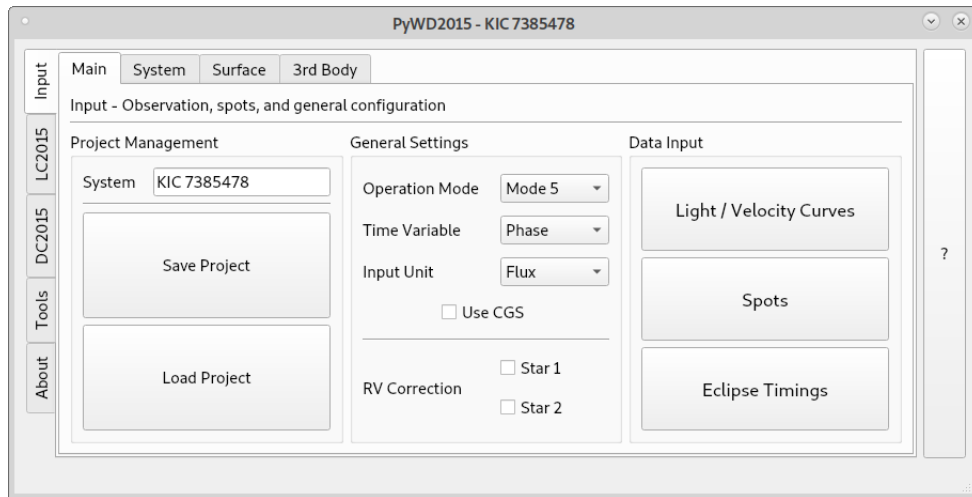 PyWD2015 - KIC 7385478
Input
LC2015
DC2015
Tools
About
Main System Surface 3rd Body
Input - Observation, spots, and general configuration
Project Management
System KIC 7385478
Save Project
Load Project
General Settings
Operation Mode Mode 5
Time Variable Phase
Input Unit Flux
Use CGS
RV Correction
Star 1
Star 2
Data Input
Light / Velocity Curves
Spots
Eclipse Timings
?